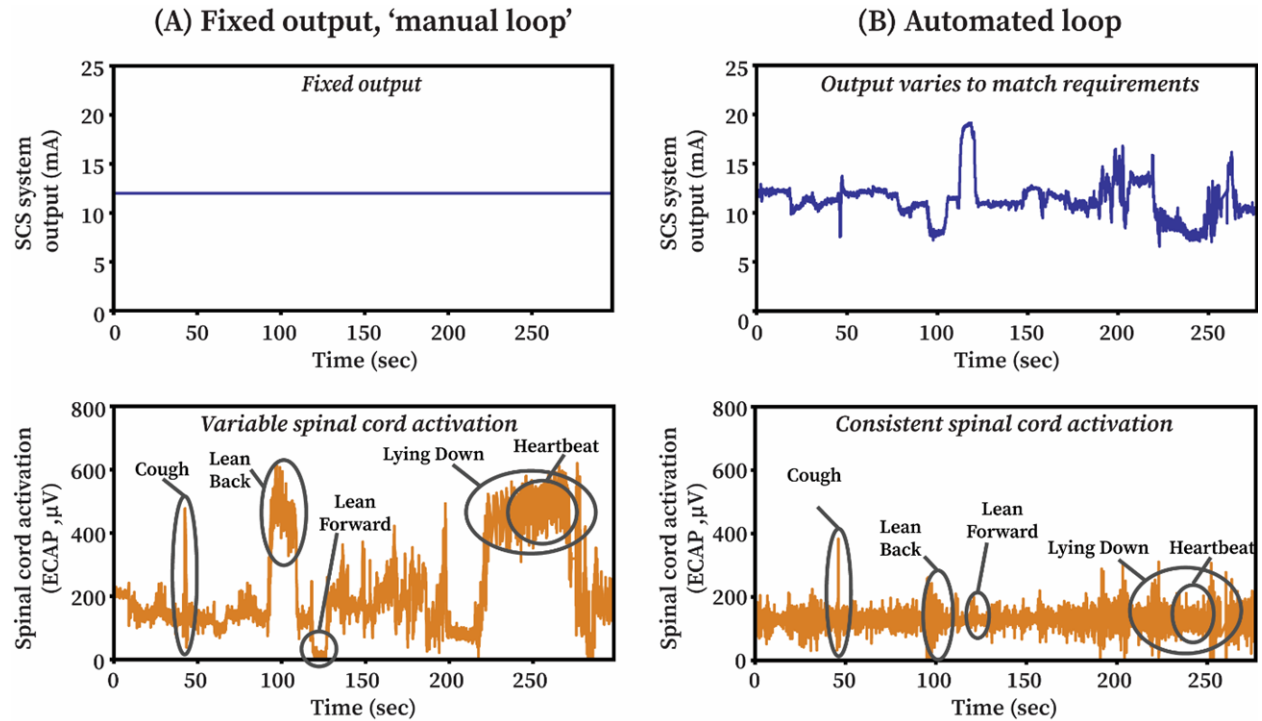 (A) Fixed output, ‘manual loop’
Fixed output
SCS system
output (mA)
25
20
15
10
5
0
0 50 100 150 200 250
Time (sec)
Variable spinal cord activation
Spinal cord activation
(ECAP ,µV)
800
600
400
200
0
Cough
Lean
Back
Lean
Forward
Lying Down
Heartbeat
0 50 100 150 200 250
Time (sec)
(B) Automated loop
Output varies to match requirements
SCS system
output (mA)
25
20
15
10
5
0
0 50 100 150 200 250
Time (sec)
Consistent spinal cord activation
Spinal cord activation
(ECAP ,µV)
800
600
400
200
0
Cough
Lean
Back
Lean
Forward
Lying Down
Heartbeat
0 50 100 150 200 250
Time (sec)